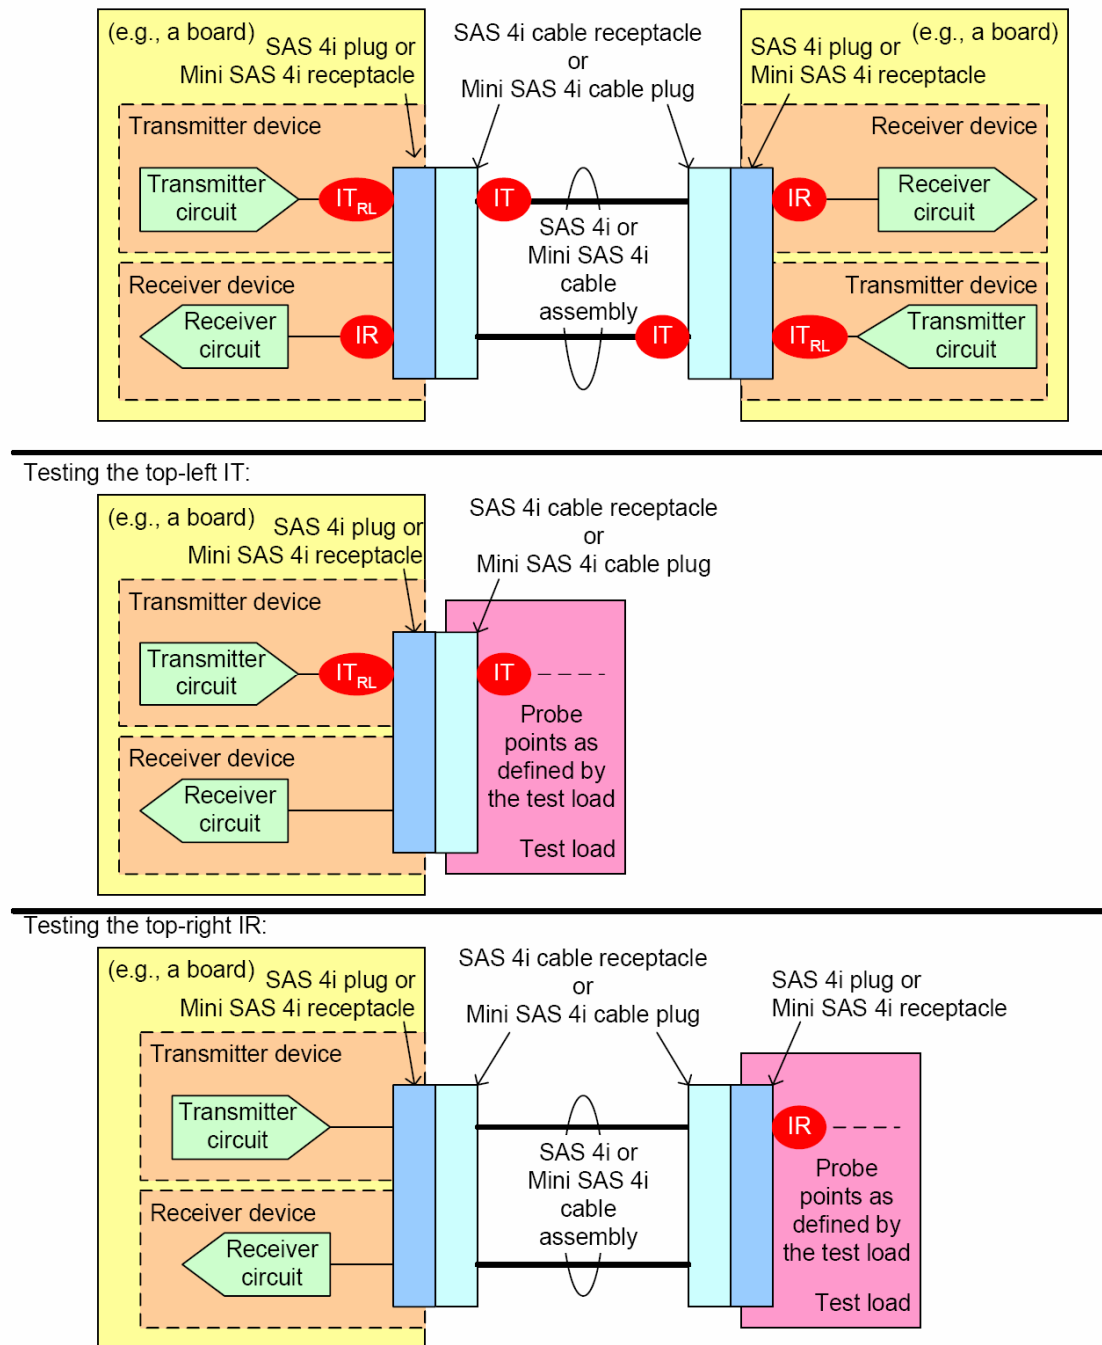 (e.g., a board)
SAS 4i plug or
Mini SAS 4i receptacle
SAS 4i cable receptacle
or
Mini SAS 4i cable plug
(e.g., a board)
SAS 4i plug or
Mini SAS 4i receptacle
Transmitter device
Transmitter
circuit
ITRL
IT
Receiver device
IR
Receiver
circuit
SAS 4i or
Mini SAS 4i
cable
assembly
Receiver device
Receiver
circuit
IR
IT
Transmitter device
ITRL
Transmitter
circuit
Testing the top-left IT:
(e.g., a board)
SAS 4i plug or
Mini SAS 4i receptacle
SAS 4i cable receptacle
or
Mini SAS 4i cable plug
Transmitter device
Transmitter
circuit
ITRL
IT
Receiver device
Receiver
circuit
Probe
points as
defined by
the test load
Test load
Testing the top-right IR:
(e.g., a board)
SAS 4i plug or
Mini SAS 4i receptacle
SAS 4i cable receptacle
or
Mini SAS 4i cable plug
SAS 4i plug or
Mini SAS 4i receptacle
Transmitter device
Transmitter
circuit
Receiver device
Receiver
circuit
SAS 4i or
Mini SAS 4i
cable
assembly
IR
Probe
points as
defined by
the test load
Test load